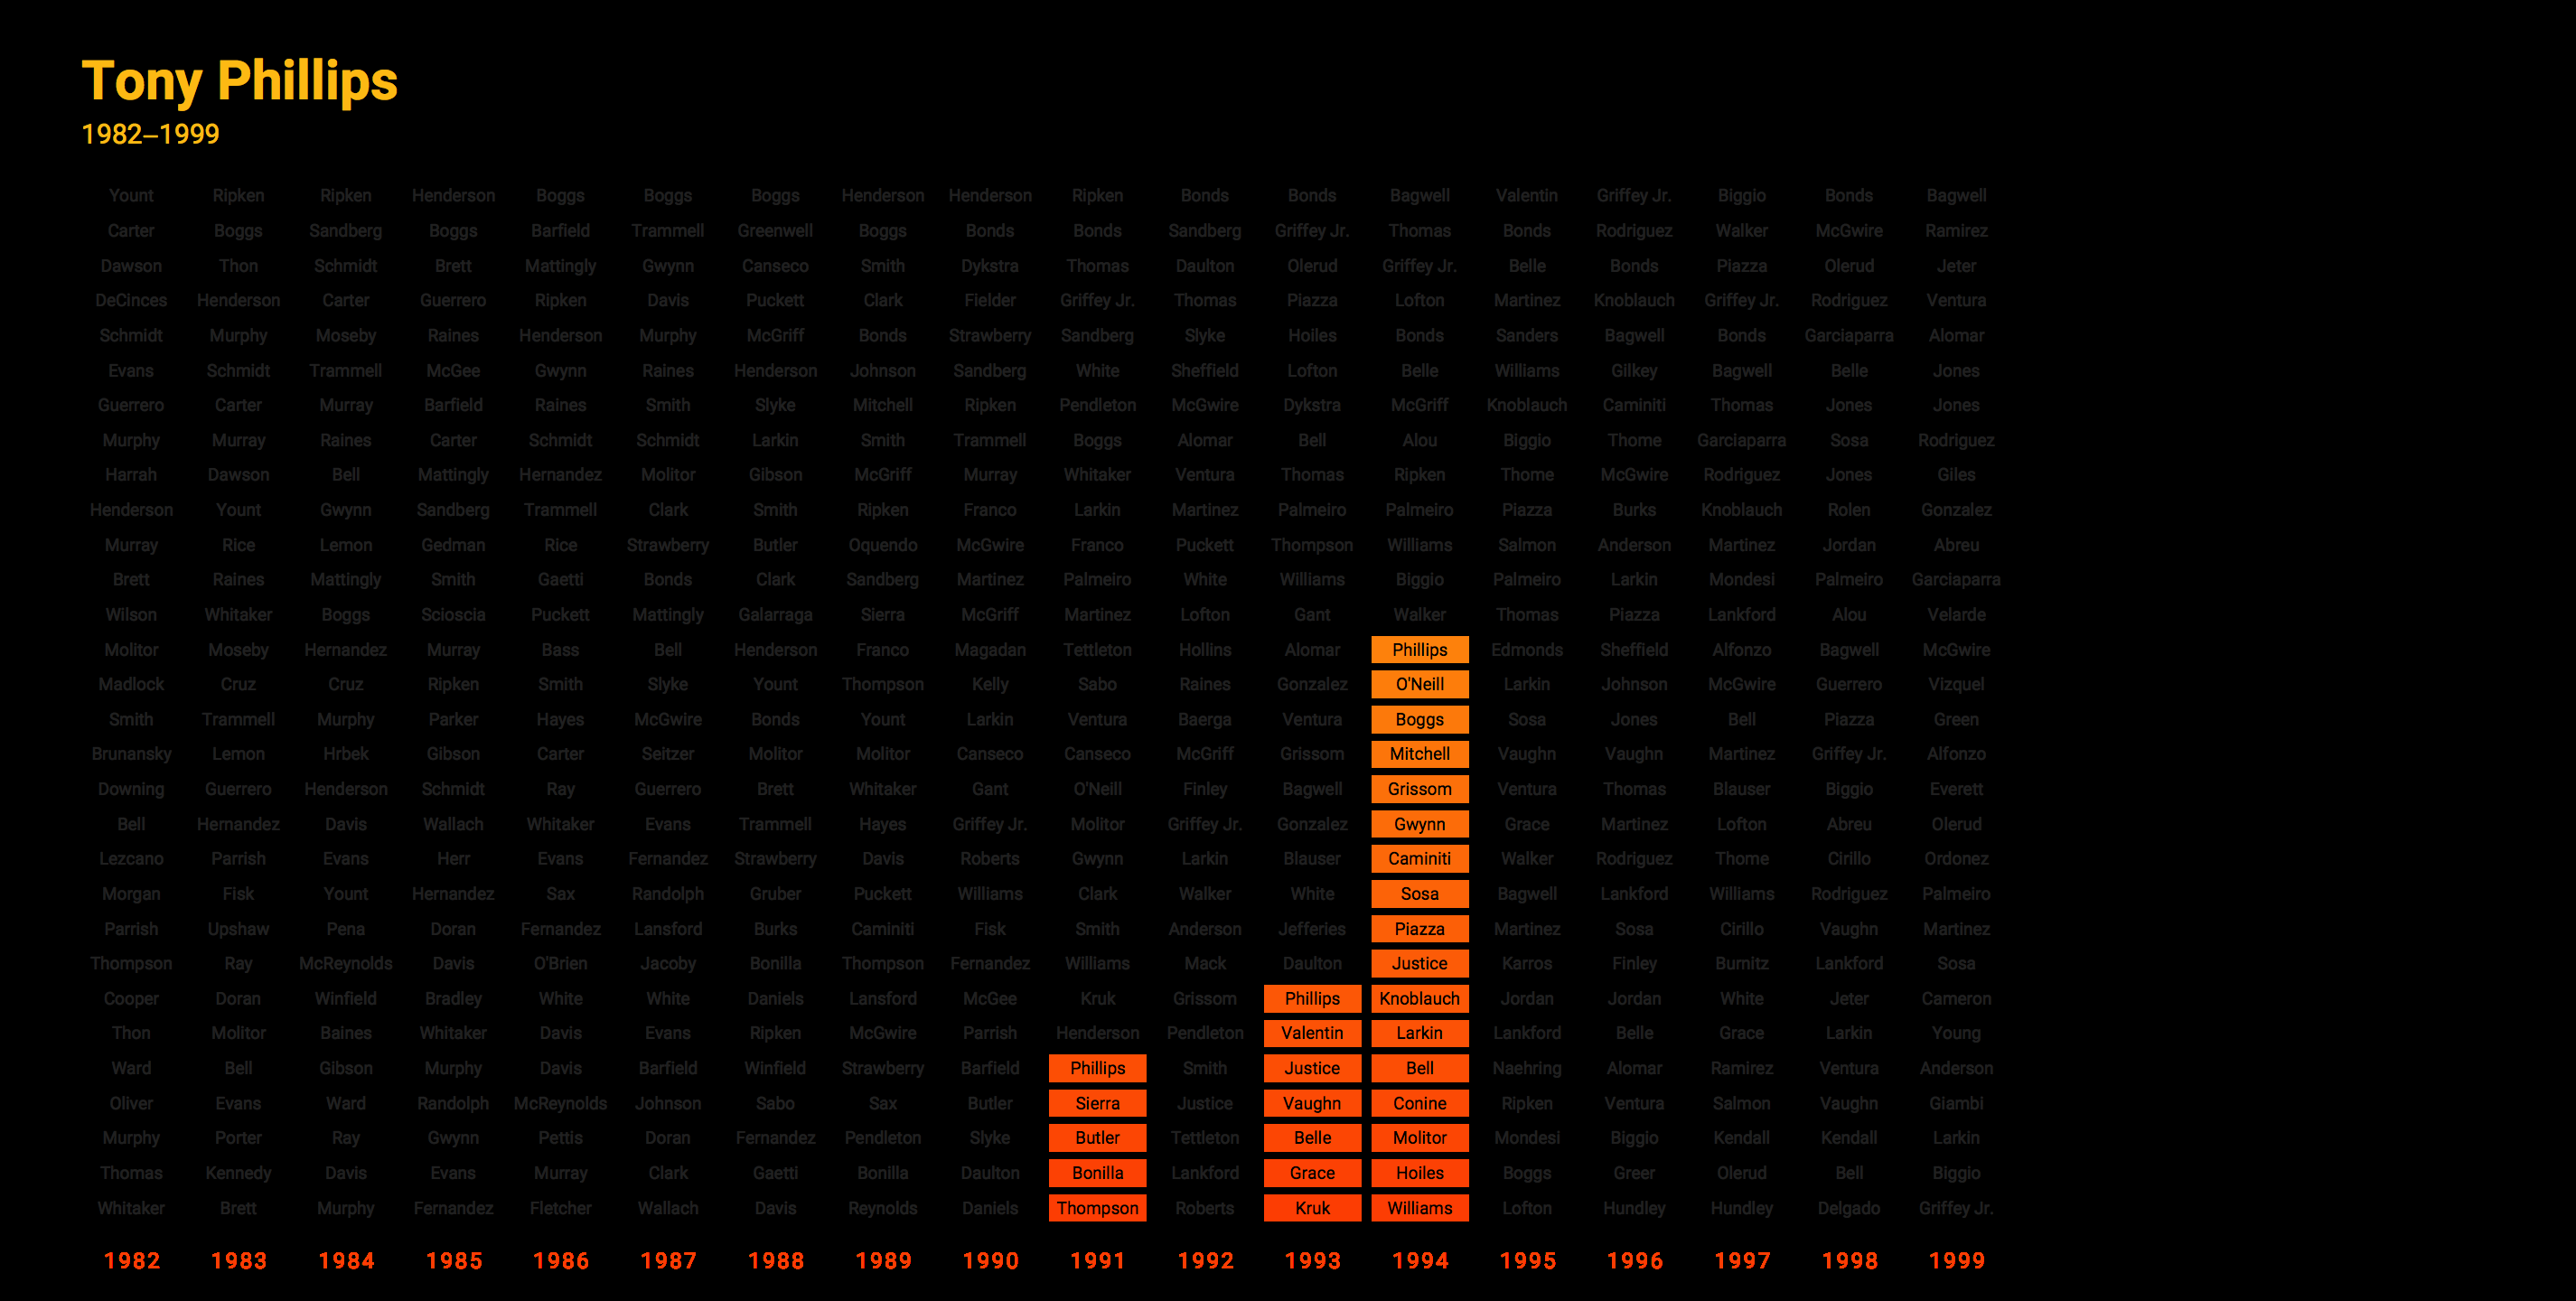 Tony Phillips
1982–1999
Yount Ripken Ripken Henderson Boggs Boggs Boggs Henderson Henderson Ripken Bonds Bonds Bagwell Valentin Griffey Jr. Biggio Bonds Bagwell
Carter Boggs Sandberg Boggs Barfield Trammell Greenwell Boggs Bonds Bonds Sandberg Griffey Jr. Thomas Bonds Rodriguez Walker McGwire Ramirez
Dawson Thon Schmidt Brett Mattingly Gwynn Canseco Smith Dykstra Thomas Daulton Olerud Griffey Jr. Belle Bonds Piazza Olerud Jeter
DeCinces Henderson Carter Guerrero Ripken Davis Puckett Clark Fielder Griffey Jr. Thomas Piazza Lofton Martinez Knoblauch Griffey Jr. Rodriguez Ventura
Schmidt Murphy Moseby Raines Henderson Murphy McGriff Bonds Strawberry Sandberg Slyke Hoiles Bonds Sanders Bagwell Bonds Garciaparra Alomar
Evans Schmidt Trammell McGee Gwynn Raines Henderson Johnson Sandberg White Sheffield Lofton Belle Williams Gilkey Bagwell Belle Jones
Guerrero Carter Murray Barfield Raines Smith Slyke Mitchell Ripken Pendleton McGwire Dykstra McGriff Knoblauch Caminiti Thomas Jones Jones
Murphy Murray Raines Carter Schmidt Schmidt Larkin Smith Trammell Boggs Alomar Bell Alou Biggio Thome Garciaparra Sosa Rodriguez
Harrah Dawson Bell Mattingly Hernandez Molitor Gibson McGriff Murray Whitaker Ventura Thomas Ripken Thome McGwire Rodriguez Jones Giles
Henderson Yount Gwynn Sandberg Trammell Clark Smith Ripken Franco Larkin Martinez Palmeiro Palmeiro Piazza Burks Knoblauch Rolen Gonzalez
Murray Rice Lemon Gedman Rice Strawberry Butler Oquendo McGwire Franco Puckett Thompson Williams Salmon Anderson Martinez Jordan Abreu
Brett Raines Mattingly Smith Gaetti Bonds Clark Sandberg Martinez Palmeiro White Williams Biggio Palmeiro Larkin Mondesi Palmeiro Garciaparra
Wilson Whitaker Boggs Scioscia Puckett Mattingly Galarraga Sierra McGriff Martinez Lofton Gant Walker Thomas Piazza Lankford Alou Velarde
Molitor Moseby Hernandez Murray Bass Bell Henderson Franco Magadan Tettleton Hollins Alomar Phillips Edmonds Sheffield Alfonzo Bagwell McGwire
Madlock Cruz Cruz Ripken Smith Slyke Yount Thompson Kelly Sabo Raines Gonzalez O'Neill Larkin Johnson McGwire Guerrero Vizquel
Smith Trammell Murphy Parker Hayes McGwire Bonds Yount Larkin Ventura Baerga Ventura Boggs Sosa Jones Bell Piazza Green
Brunansky Lemon Hrbek Gibson Carter Seitzer Molitor Molitor Canseco Canseco McGriff Grissom Mitchell Vaughn Vaughn Martinez Griffey Jr. Alfonzo
Downing Guerrero Henderson Schmidt Ray Guerrero Brett Whitaker Gant O'Neill Finley Bagwell Grissom Ventura Thomas Blauser Biggio Everett
Bell Hernandez Davis Wallach Whitaker Evans Trammell Hayes Griffey Jr. Molitor Griffey Jr. Gonzalez Gwynn Grace Martinez Lofton Abreu Olerud
Lezcano Parrish Evans Herr Evans Fernandez Strawberry Davis Roberts Gwynn Larkin Blauser Caminiti Walker Rodriguez Thome Cirillo Ordonez
Morgan Fisk Yount Hernandez Sax Randolph Gruber Puckett Williams Clark Walker White Sosa Bagwell Lankford Williams Rodriguez Palmeiro
Parrish Upshaw Pena Doran Fernandez Lansford Burks Caminiti Fisk Smith Anderson Jefferies Piazza Martinez Sosa Cirillo Vaughn Martinez
Thompson Ray McReynolds Davis O'Brien Jacoby Bonilla Thompson Fernandez Williams Mack Daulton Justice Karros Finley Burnitz Lankford Sosa
Cooper Doran Winfield Bradley White White Daniels Lansford McGee Kruk Grissom Phillips Knoblauch Jordan Jordan White Jeter Cameron
Thon Molitor Baines Whitaker Davis Evans Ripken McGwire Parrish Henderson Pendleton Valentin Larkin Lankford Belle Grace Larkin Young
Ward Bell Gibson Murphy Davis Barfield Winfield Strawberry Barfield Phillips Smith Justice Bell Naehring Alomar Ramirez Ventura Anderson
Oliver Evans Ward Randolph McReynolds Johnson Sabo Sax Butler Sierra Justice Vaughn Conine Ripken Ventura Salmon Vaughn Giambi
Murphy Porter Ray Gwynn Pettis Doran Fernandez Pendleton Slyke Butler Tettleton Belle Molitor Mondesi Biggio Kendall Kendall Larkin
Thomas Kennedy Davis Evans Murray Clark Gaetti Bonilla Daulton Bonilla Lankford Grace Hoiles Boggs Greer Olerud Bell Biggio
Whitaker Brett Murphy Fernandez Fletcher Wallach Davis Reynolds Daniels Thompson Roberts Kruk Williams Lofton Hundley Hundley Delgado Griffey Jr.
1982 1983 1984 1985 1986 1987 1988 1989 1990 1991 1992 1993 1994 1995 1996 1997 1998 1999